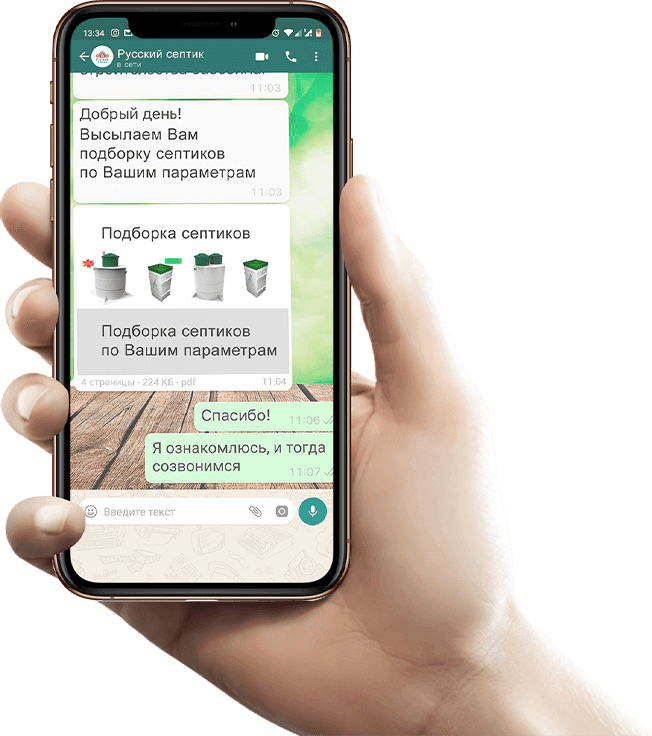 13:34
Русский септик
в сети
11:03
Добрый день!
Высылаем Вам
подборку септиков
по Вашим параметрам
11:03
Подборка септиков
Подборка септиков
по Вашим параметрам
4 страницы - 224 КБ - pdf
11:04
Спасибо!
11:06
Я ознакомлюсь, и тогда
созвонимся
11:07
Введите текст